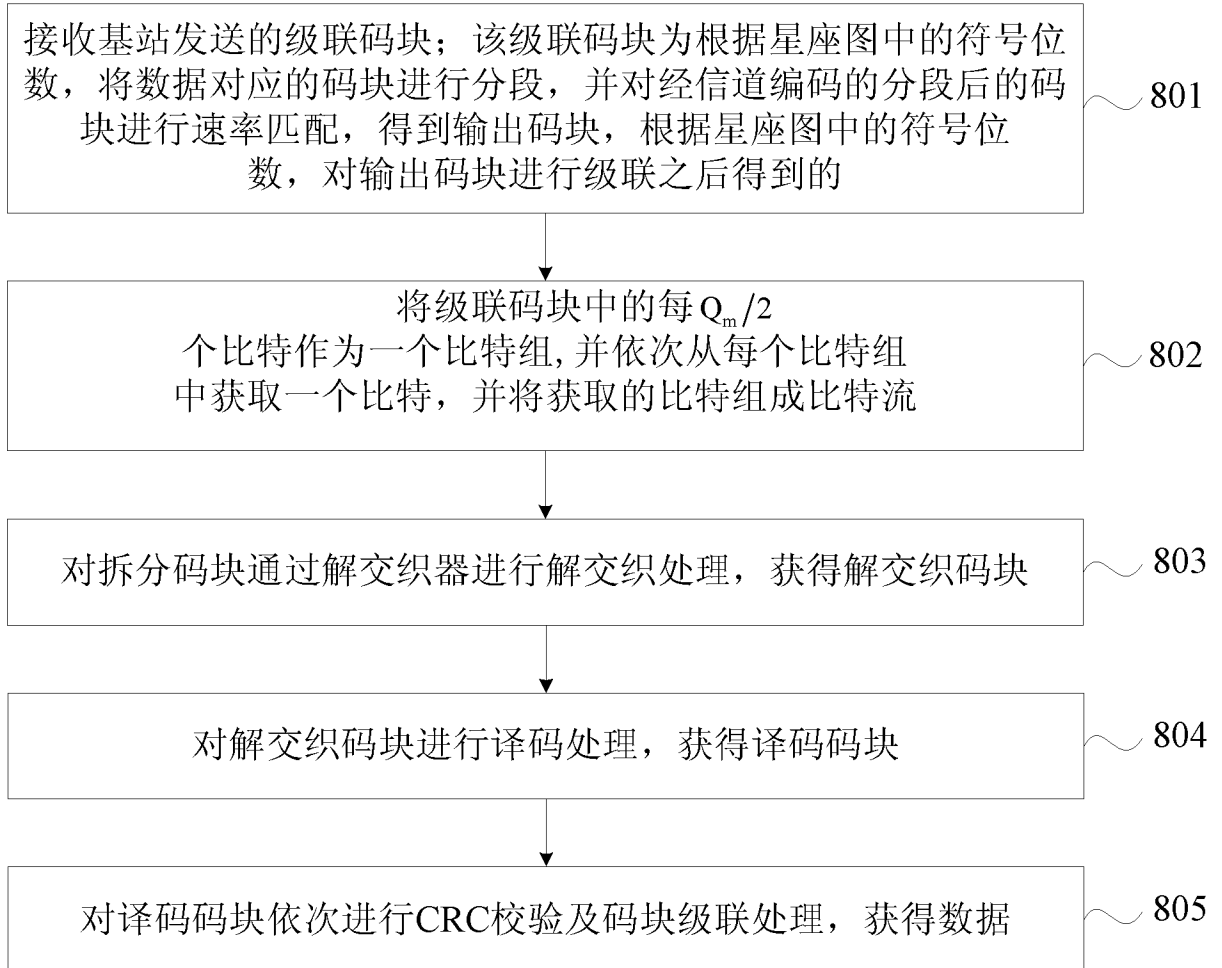 接收基站发送的级联码块；该级联码块为根据星座图中的符号位
数，将数据对应的码块进行分段，并对经信道编码的分段后的码
块进行速率匹配，得到输出码块，根据星座图中的符号位
数，对输出码块进行级联之后得到的
801
将级联码块中的每Qm/2
个比特作为一个比特组,并依次从每个比特组
中获取一个比特，并将获取的比特组成比特流
802
对拆分码块通过解交织器进行解交织处理，获得解交织码块
803
对解交织码块进行译码处理，获得译码码块
804
对译码码块依次进行CRC校验及码块级联处理，获得数据
805